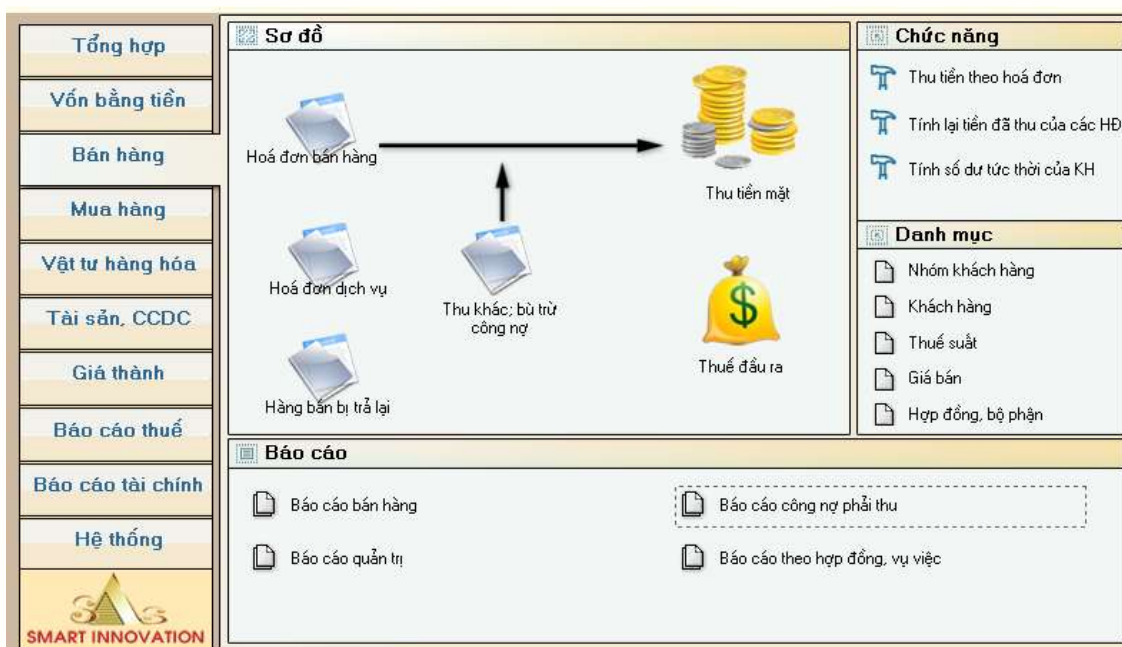 Tổng hợp
Vốn bằng tiền
Bán hàng
Mua hàng
Vật tư hàng hóa
Tài sản, CCDC
Giá thành
Báo cáo thuế
Báo cáo tài chính
Hệ thống
SIS
SMART INNOVATION
Sơ đồ
Hoá đơn bán hàng
Thu tiền mặt
Hoá đơn dịch vụ
Thu khác; bù trừ
công nợ
Thuế đầu ra
Hàng bán bị trả lại
Chức năng
Thu tiền theo hoá đơn
Tính lại tiền đã thu của các HĐ
Tính số dư tức thời của KH
Danh mục
Nhóm khách hàng
Khách hàng
Thuế suất
Giá bán
Hợp đồng, bộ phận
Báo cáo
Báo cáo bán hàng
Báo cáo công nợ phải thu
Báo cáo quản trị
Báo cáo theo hợp đồng, vụ việc